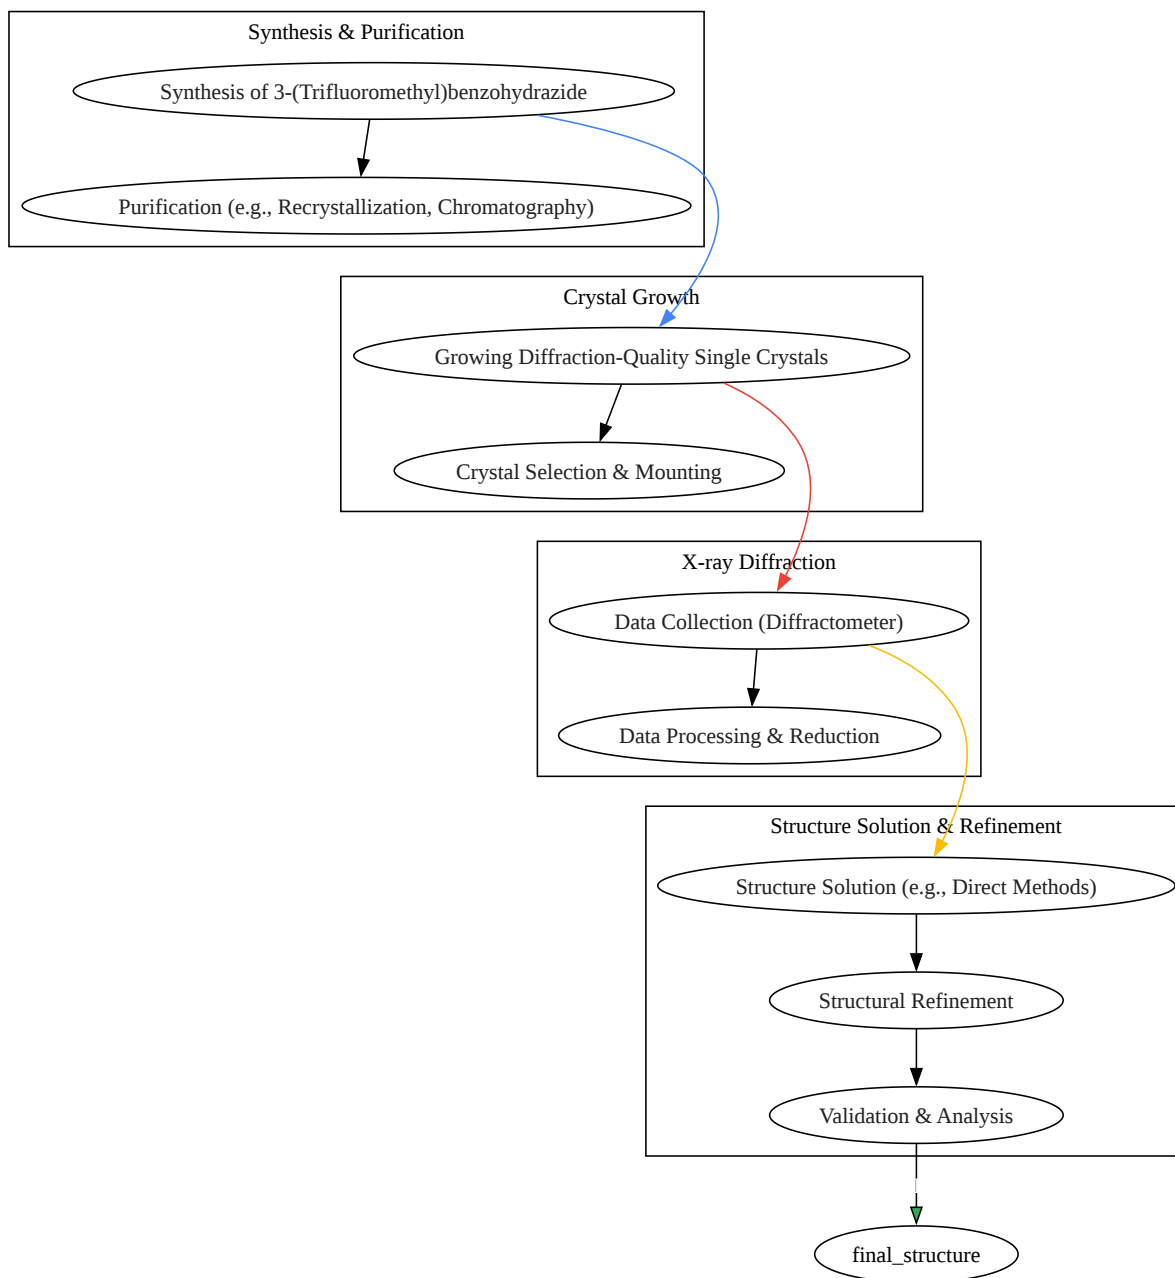 Synthesis & Purification
Synthesis of 3-(Trifluoromethyl)benzohydrazide
Purification (e.g., Recrystallization, Chromatography)
Crystal Growth
Growing Diffraction-Quality Single Crystals
Crystal Selection & Mounting
X-ray Diffraction
Data Collection (Diffractometer)
Data Processing & Reduction
Structure Solution & Refinement
Structure Solution (e.g., Direct Methods)
Structural Refinement
Validation & Analysis
final_structure